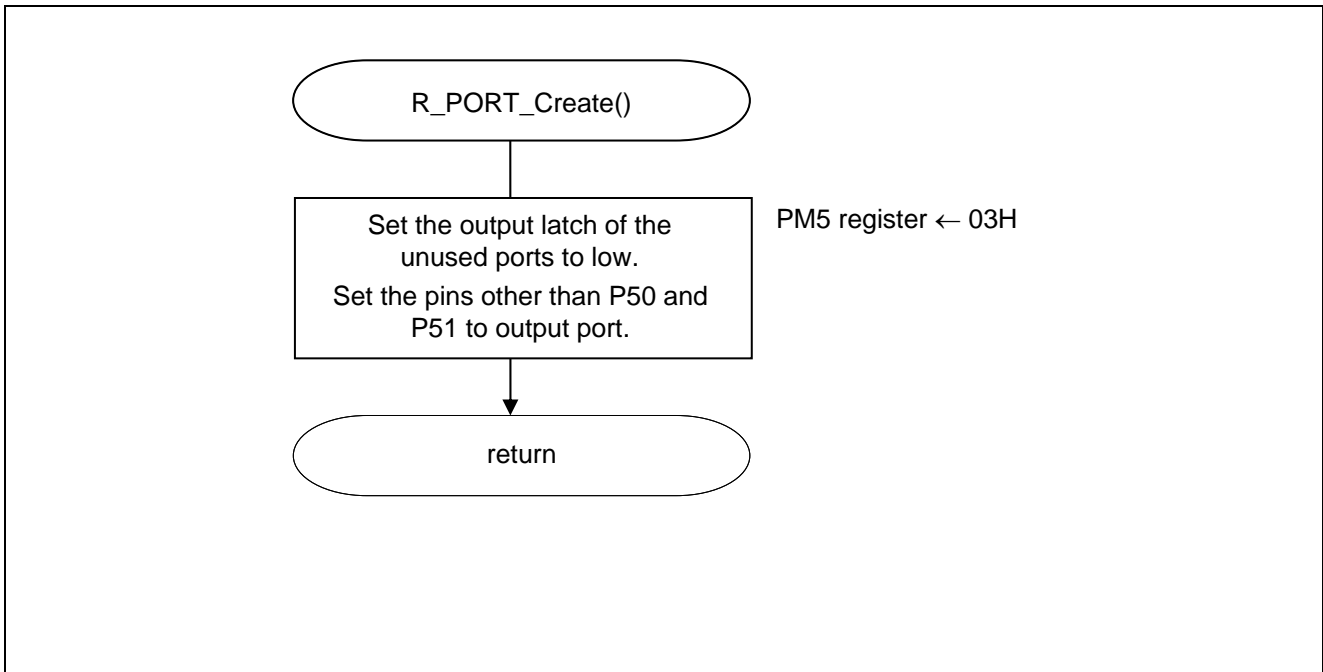 R_PORT_Create()
Set the output latch of the
unused ports to low.
Set the pins other than P50 and
P51 to output port.
PM5 register ← 03H
return